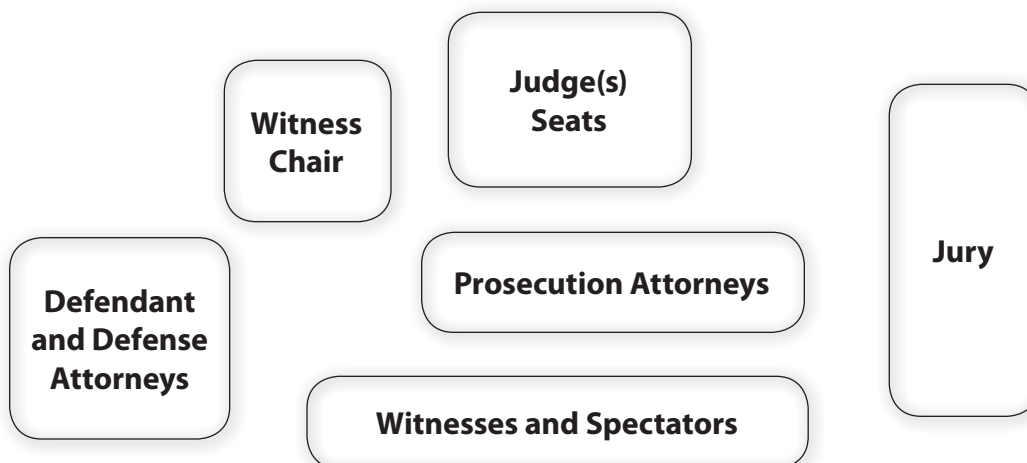 Judge(s)
Seats
Witness
Chair
Jury
Prosecution Attorneys
Defendant
and Defense
Attorneys
Witnesses and Spectators